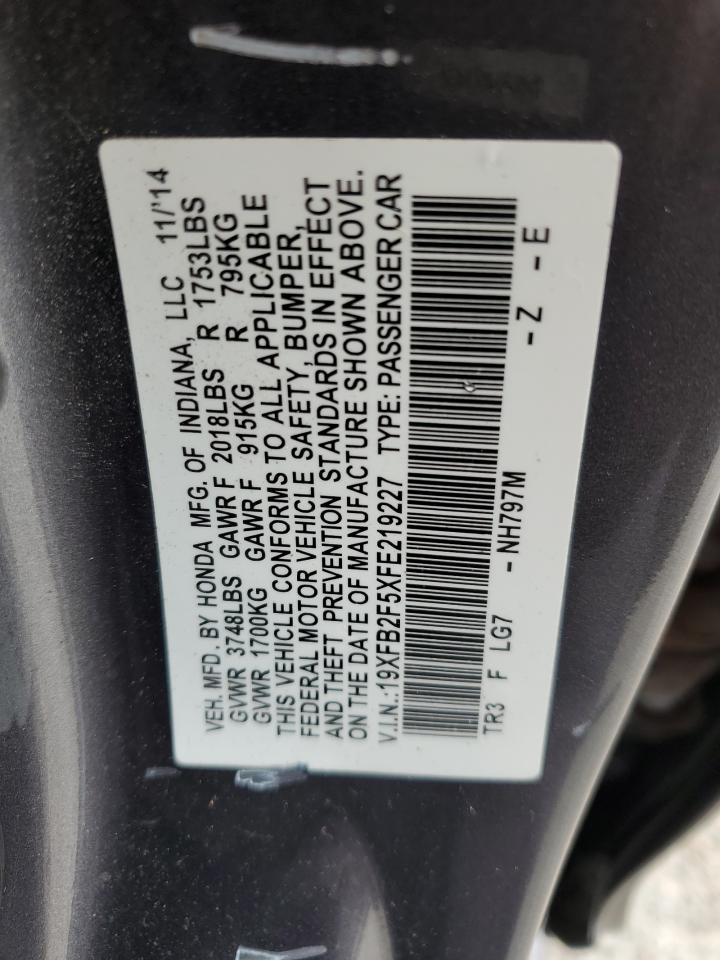 VEH. MFD. BY HONDA MFG. OF INDIANA, LLC 11/'14
GVWR 3748LBS GAWR F 2018LBS R 1753LBS
GVWR 1700KG GAWR F 915KG R 795KG
THIS VEHICLE CONFORMS TO ALL APPLICABLE
FEDERAL MOTOR VEHICLE SAFETY, BUMPER,
AND THEFT PREVENTION STANDARDS IN EFFECT
ON THE DATE OF MANUFACTURE SHOWN ABOVE.
V.I.N.:19XFB2F5XFE219227 TYPE: PASSENGER CAR
TR3 F LG7 - NH797M - Z - E